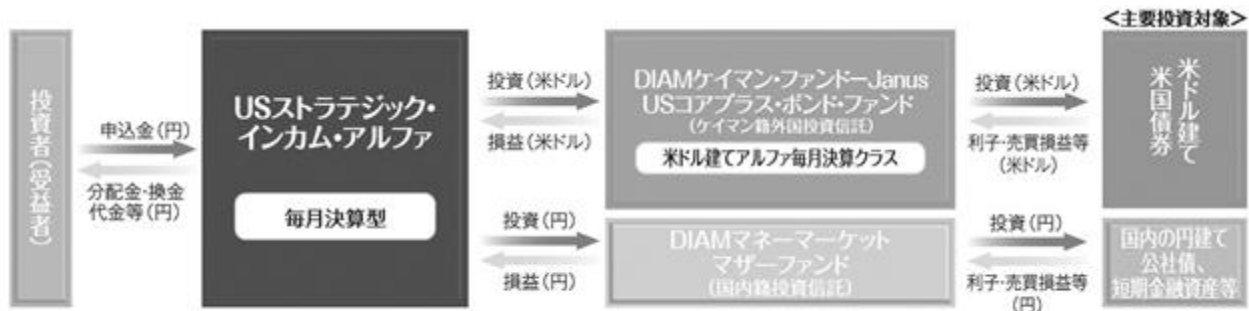 <主要投資対象>
投資者(受益者)
申込金(円)
分配金・換金
代金等(円)
USストラテジック・
インカム・アルファ
毎月決算型
投資(米ドル)
損益(米ドル)
投資(円)
損益(円)
DIAMケイマン・ファンドーJanus
USコアプラス・ボンド・ファンド
(ケイマン籍外国投資信託)
米ドル建てアルファ毎月決算クラス
DIAMマネーマーケット
マザーファンド
(国内籍投資信託)
投資(米ドル)
利子・売買損益等
(米ドル)
投資(円)
利子・売買損益等
(円)
米ドル建て
米国債券
国内の円建て
公社債、
短期金融資産等